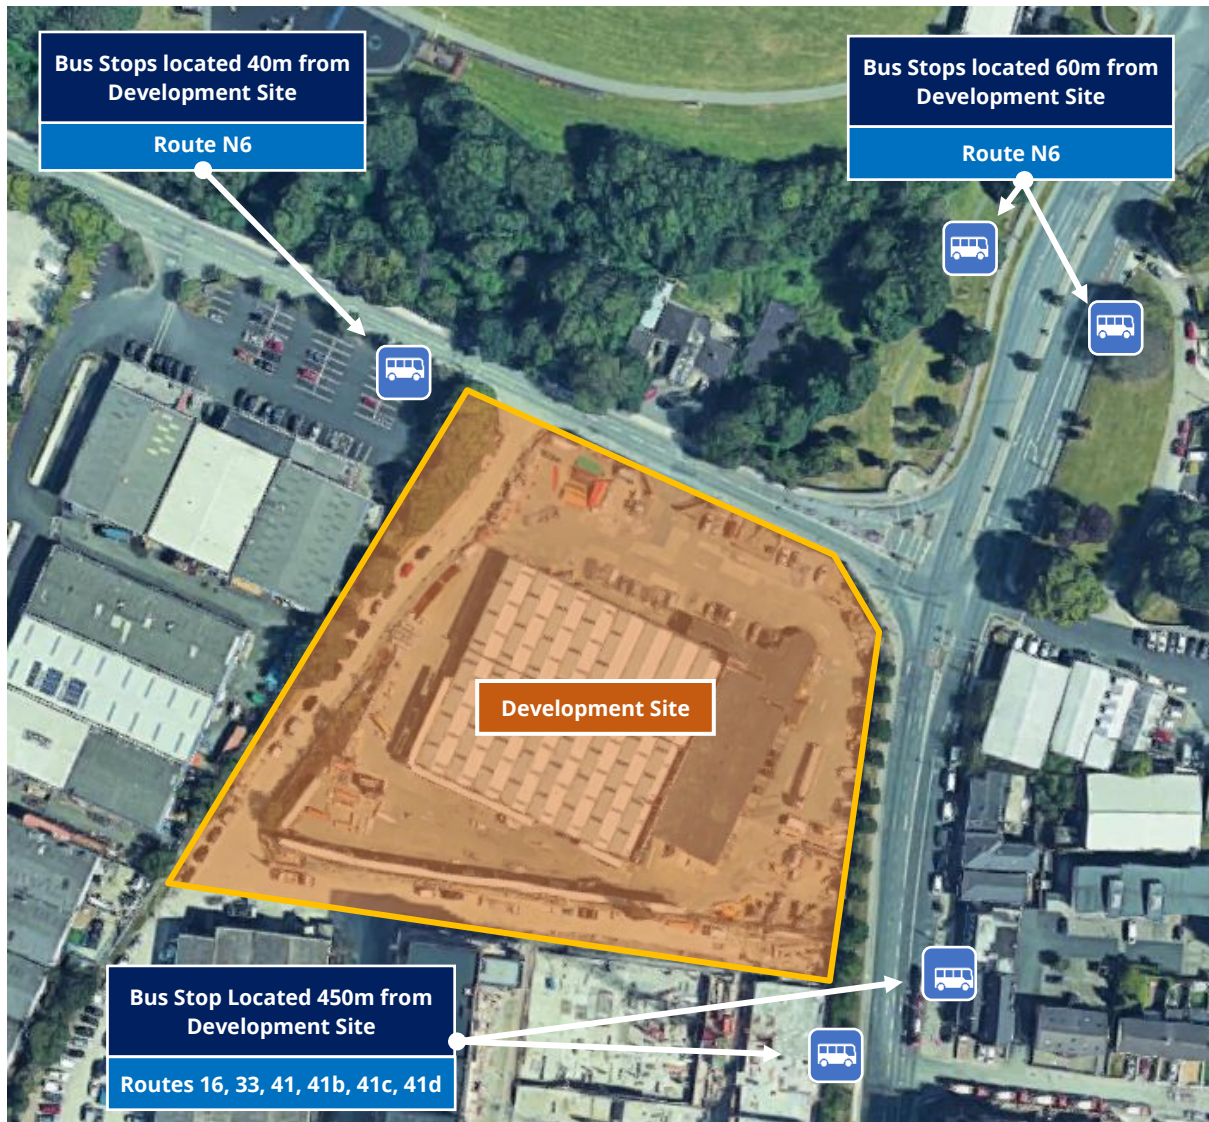 Bus Stops located 40m from
Development Site
Route N6
Bus Stops located 60m from
Development Site
Route N6
Development Site
Bus Stop Located 450m from
Development Site
Routes 16, 33, 41, 41b, 41c, 41d